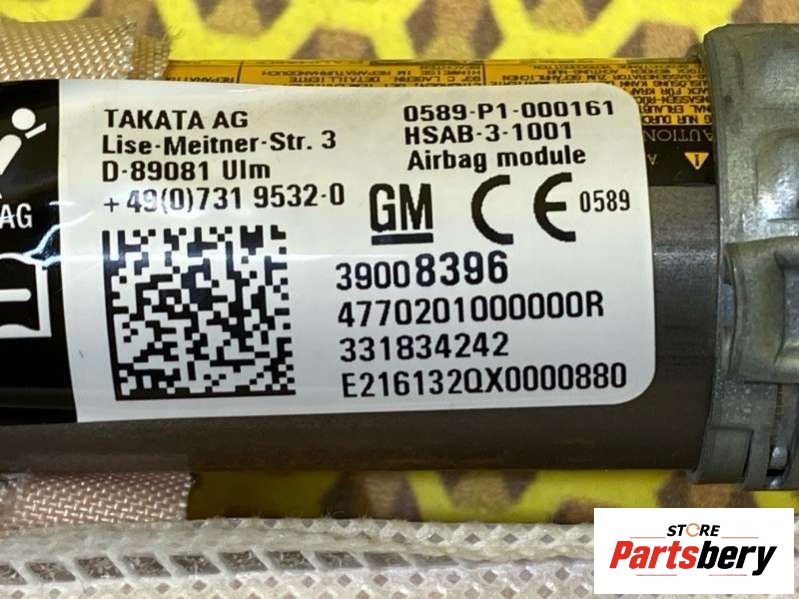 TAKATA AG
Lise-Meitner-Str. 3
D-89081 Ulm
+49(0)731 9532-0
0589-P1-000161
HSAB-3-1001
Airbag module
GM CE 0589
39008396
4770201000000R
331834242
E216132QX0000880
AG
CAUTION
STORE
Partsbery